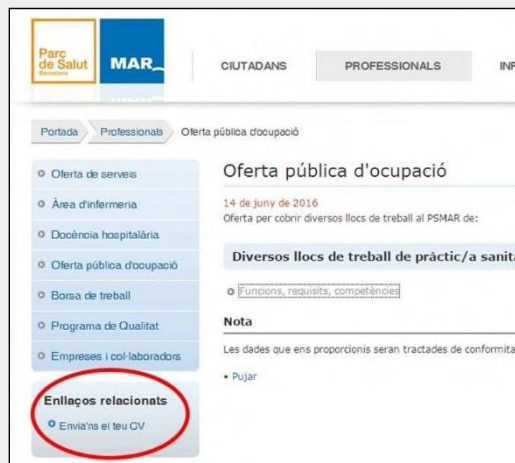 Parc
de Salut
Barcelona
MAR
CIUTADANS
PROFESSIONALS
Portada
Professionals
Oferta pública d'ocupació
Oferta de serveis
Àrea d'infermeria
Docència hospitalària
Oferta pública d'ocupació
Borsa de treball
Programa de Qualitat
Empreses i col·laboradors
Enllaços relacionats
Envia'ns el teu CV
Oferta pública d'ocupació
14 de juny de 2016
Oferta per cobrir diversos llocs de treball al PSMAR de:
Diversos llocs de treball de pràctic/a sanita
Funcions, requisits, competències
Nota
Les dades que ens proporcionis seran tractades de conformita
Pujar